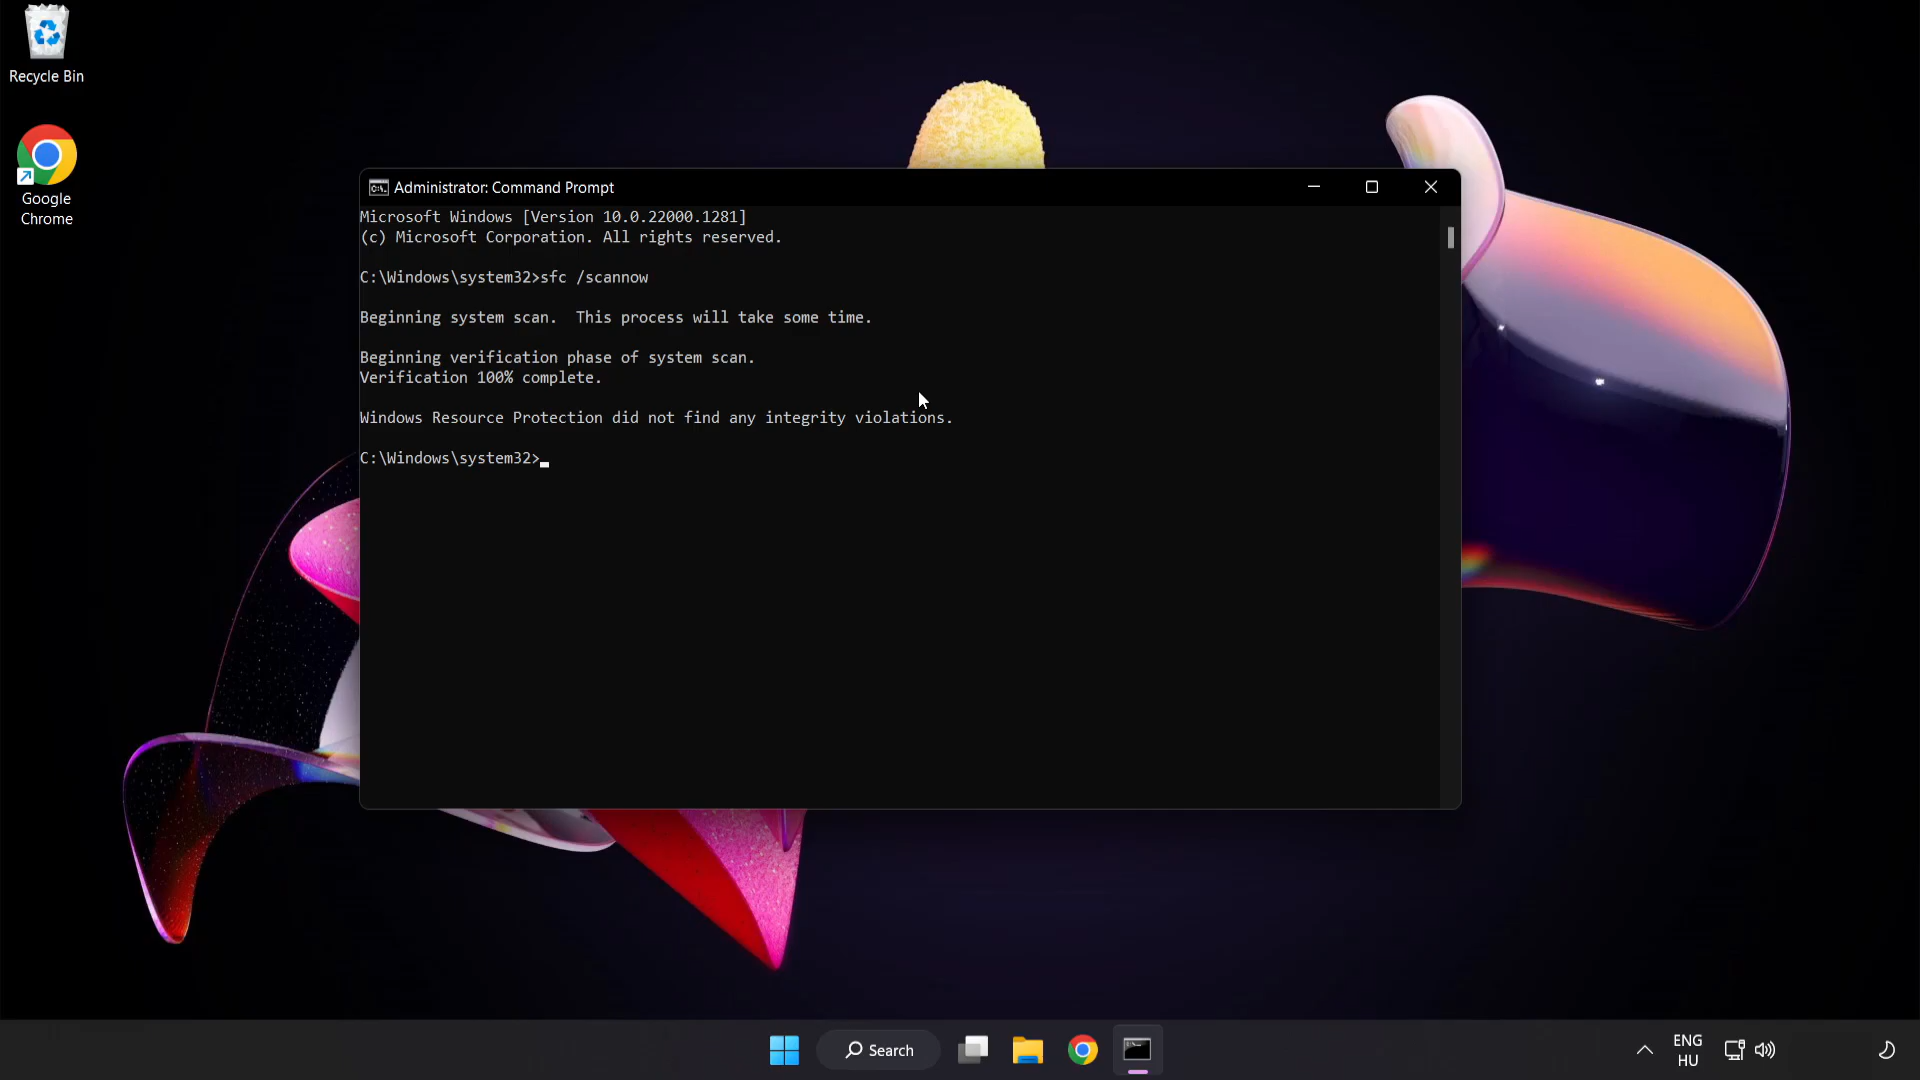 Recycle Bin
Google
Chrome
Administrator: Command Prompt
Microsoft Windows [Version 10.0.22000.1281]
(c) Microsoft Corporation. All rights reserved.
C:\Windows\system32>sfc /scannow
Beginning system scan.  This process will take some time.
Beginning verification phase of system scan.
Verification 100% complete.
Windows Resource Protection did not find any integrity violations.
C:\Windows\system32>
Search
ENG
HU